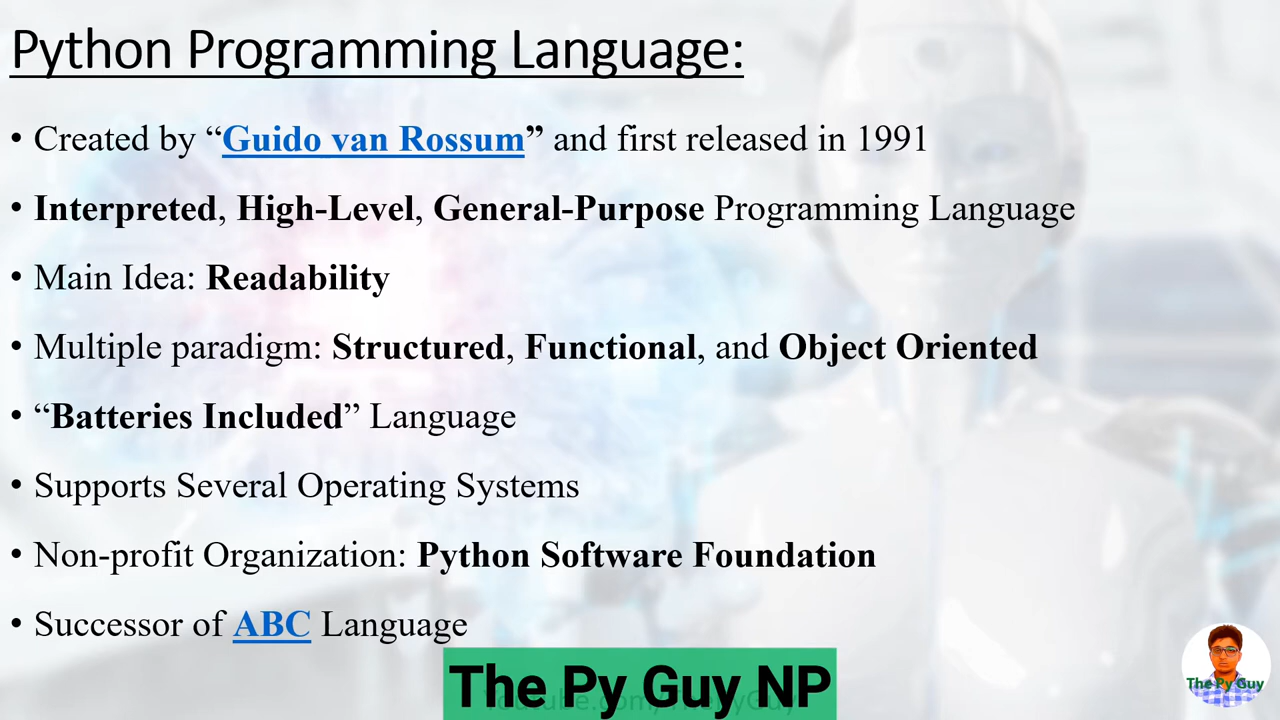 Python Programming Language:
• Created by “Guido van Rossum” and first released in 1991
• Interpreted, High-Level, General-Purpose Programming Language
• Main Idea: Readability
• Multiple paradigm: Structured, Functional, and Object Oriented
• “Batteries Included” Language
• Supports Several Operating Systems
• Non-profit Organization: Python Software Foundation
• Successor of ABC Language
The Py Guy NP
The Py Guy